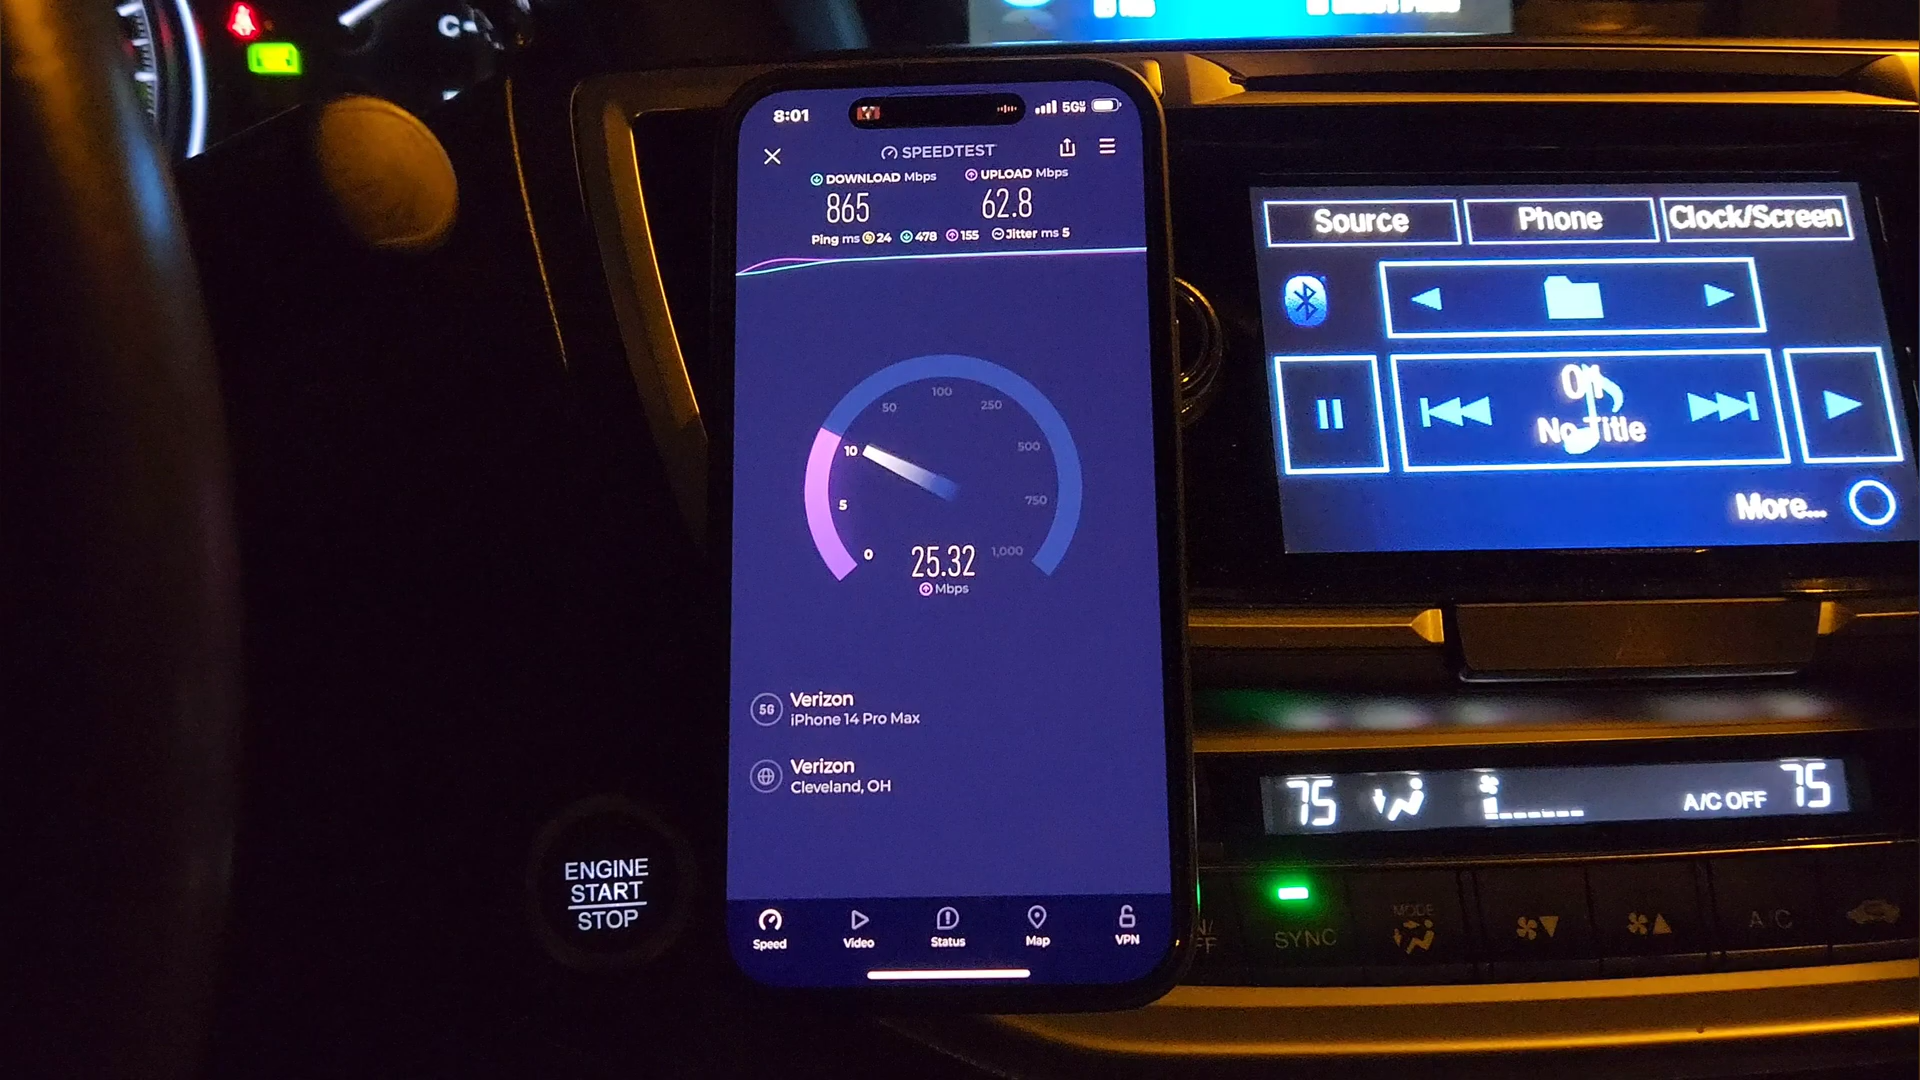 C
8:01
5GUW
SPEEDTEST
DOWNLOAD Mbps
UPLOAD Mbps
865
62.8
Ping ms 24 478 155 Jitter ms 5
0
5
10
50
100
250
500
750
1,000
25.32
Mbps
5G
Verizon
iPhone 14 Pro Max
Verizon
Cleveland, OH
Speed
Video
Status
Map
VPN
ENGINE
START
STOP
Source
Phone
Clock/Screen
No Title
More...
75
A/C OFF
75
SYNC
MODE
A/C